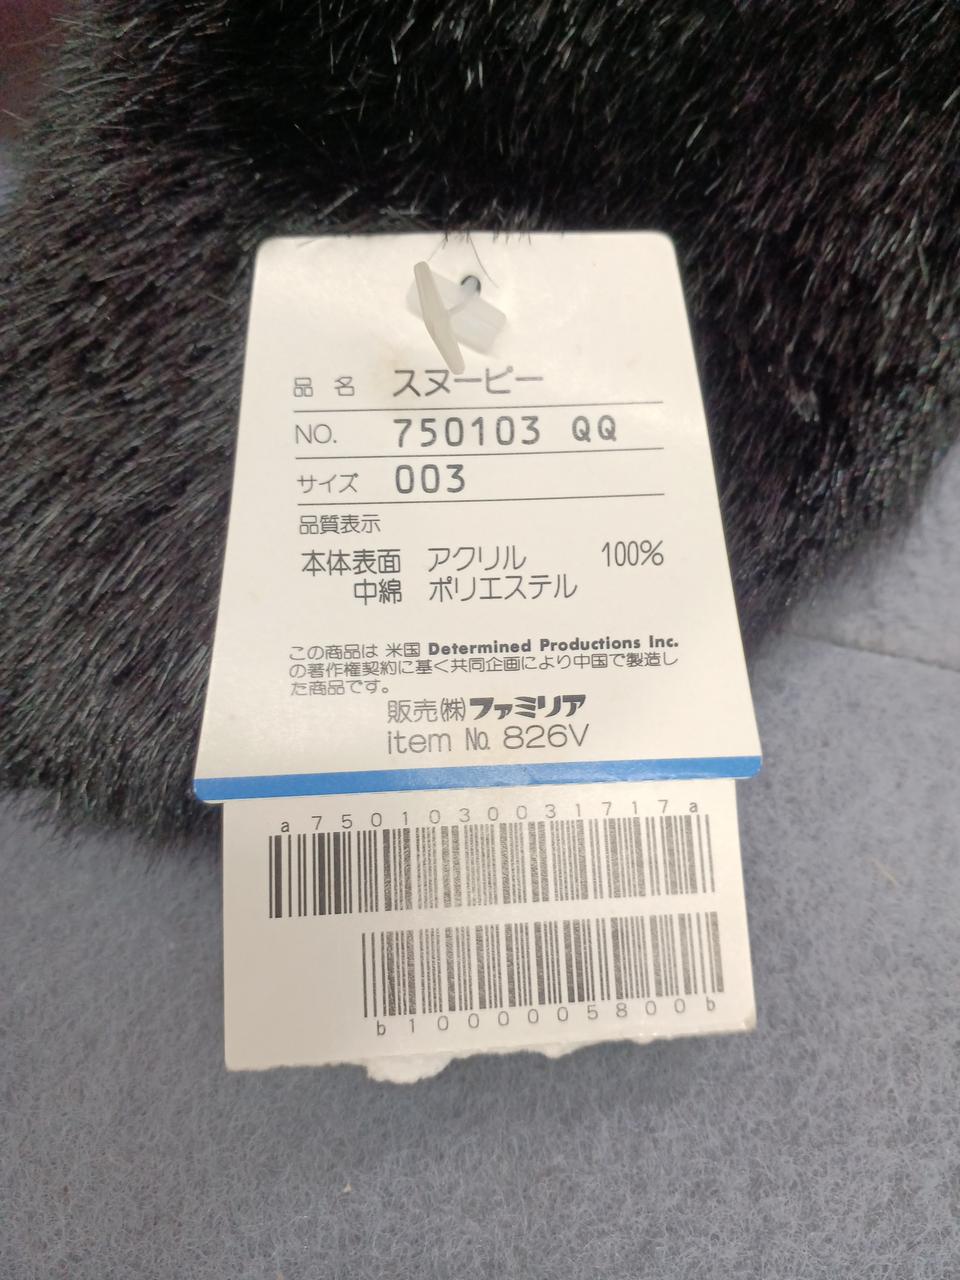 品名 スヌーピー
NO. 750103 QQ
サイズ 003
品質表示
本体表面 アクリル 100%
中綿 ポリエステル
この商品は 米国 Determined Productions Inc.
の著作権契約に基く共同企画により中国で製造し
た商品です。
販売㈱ファミリア
item No. 826V
a7501030031717a
b1000005800b